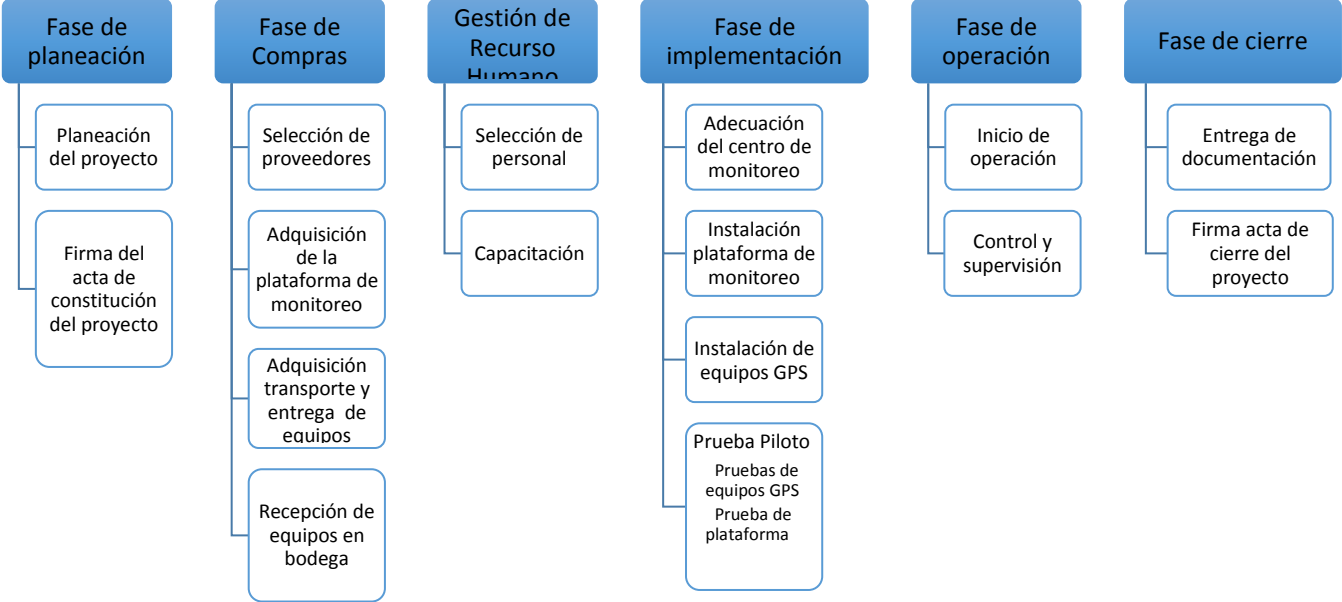 Fase de
planeación
Planeación
del proyecto
Firma del
acta de
constitución
del proyecto
Fase de
Compras
Selección de
proveedores
Adquisición
de la
plataforma de
monitoreo
Adquisición
transporte y
entrega de
equipos
Recepción de
equipos en
bodega
Gestión de
Recurso
Humano
Selección de
personal
Capacitación
Fase de
implementación
Adecuación
del centro de
monitoreo
Instalación
plataforma de
monitoreo
Instalación de
equipos GPS
Prueba Piloto
Pruebas de
equipos GPS
Prueba de
plataforma
Fase de
operación
Inicio de
operación
Control y
supervisión
Fase de cierre
Entrega de
documentación
Firma acta de
cierre del
proyecto